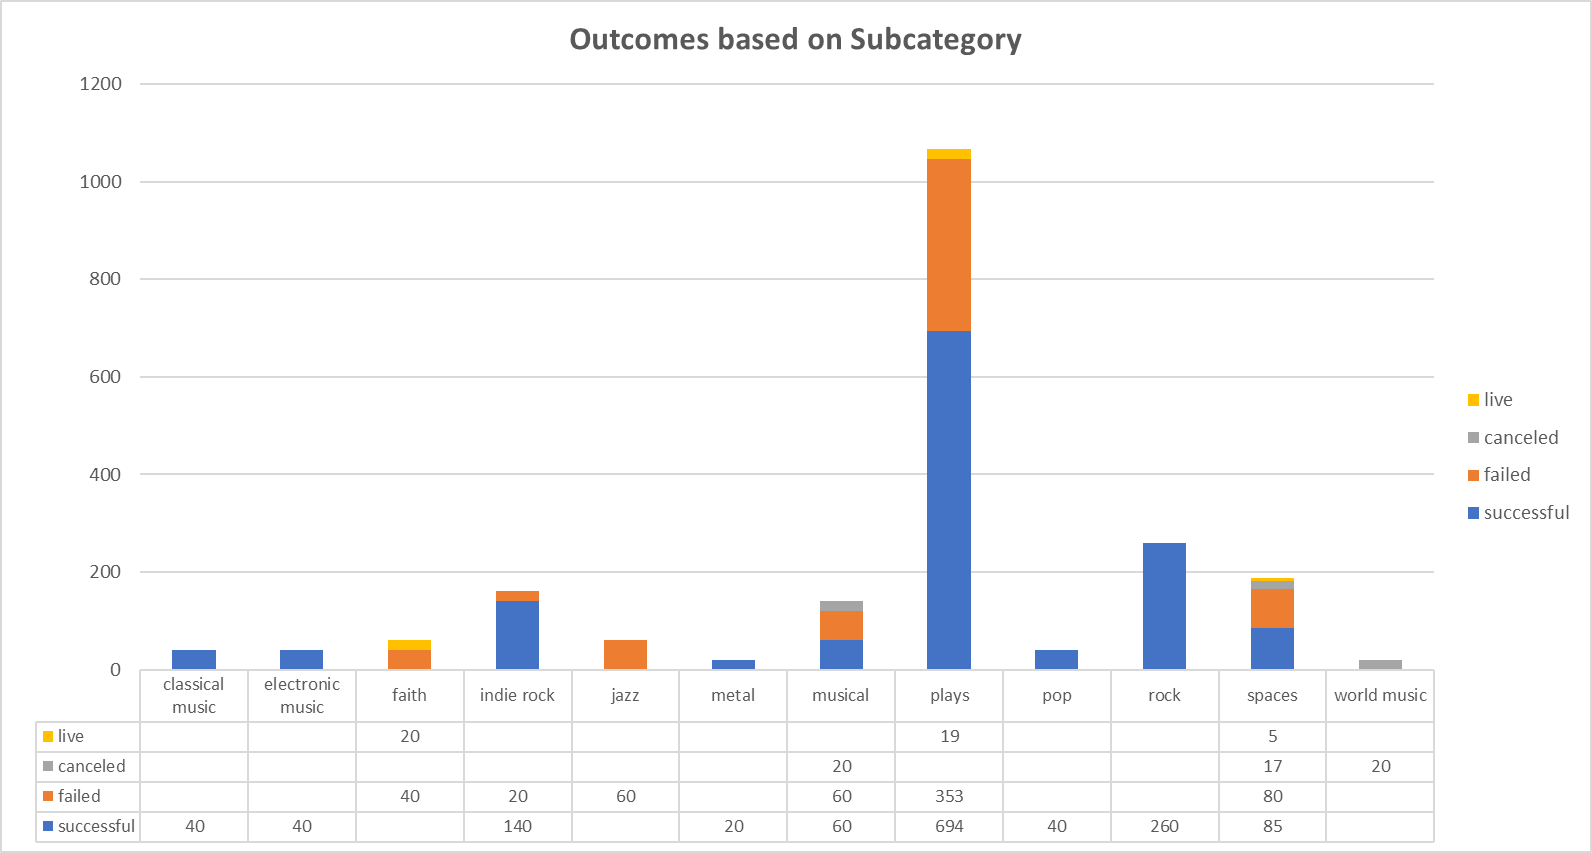 Outcomes based on Subcategory
1200
1000
800
600
400
200
0
live
canceled
failed
successful
classical music electronic music faith indie rock jazz metal musical plays pop rock spaces world music
live 20 19 5
canceled 20 17 20
failed 40 20 60 60 353 80
successful 40 40 140 20 60 694 40 260 85